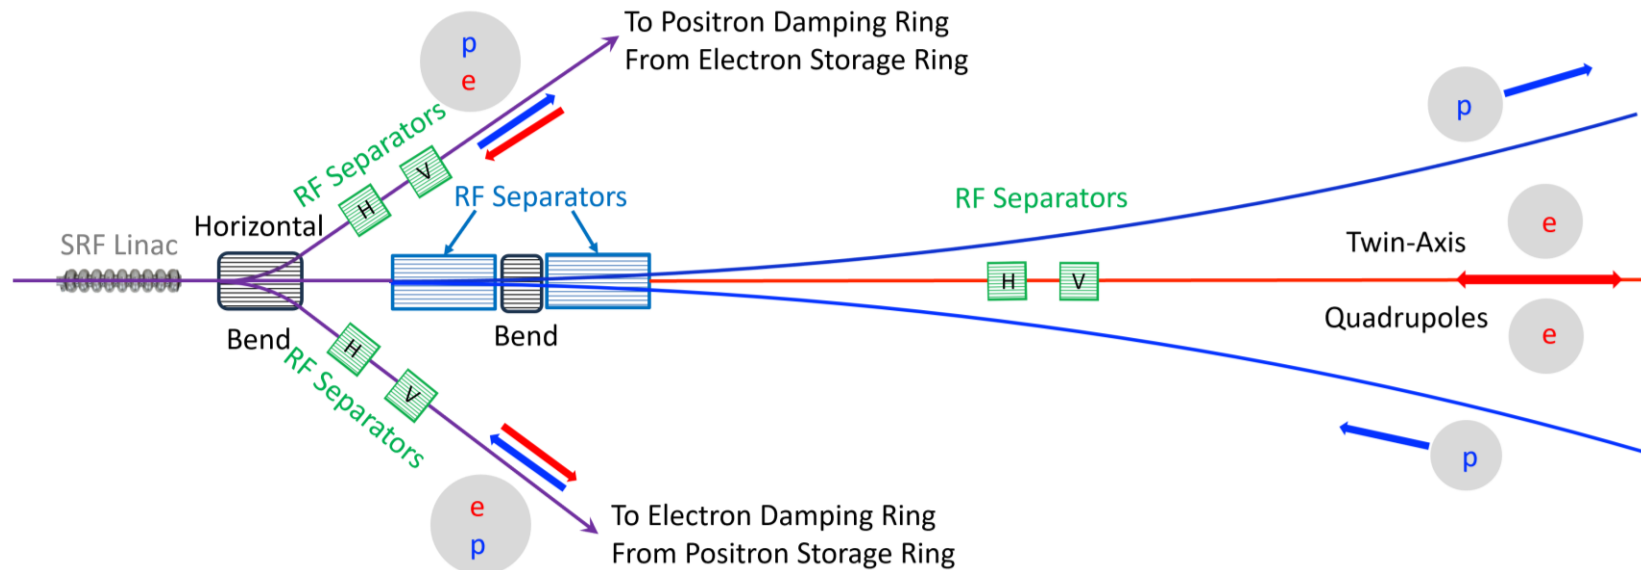 To Positron Damping Ring
From Electron Storage Ring
p
e
RF Separators
H
V
p
RF Separators
RF Separators
Horizontal
SRF Linac
Bend
Bend
H
V
Twin-Axis
e
Quadrupoles
e
H
V
RF Separators
p
e
p
To Electron Damping Ring
From Positron Storage Ring